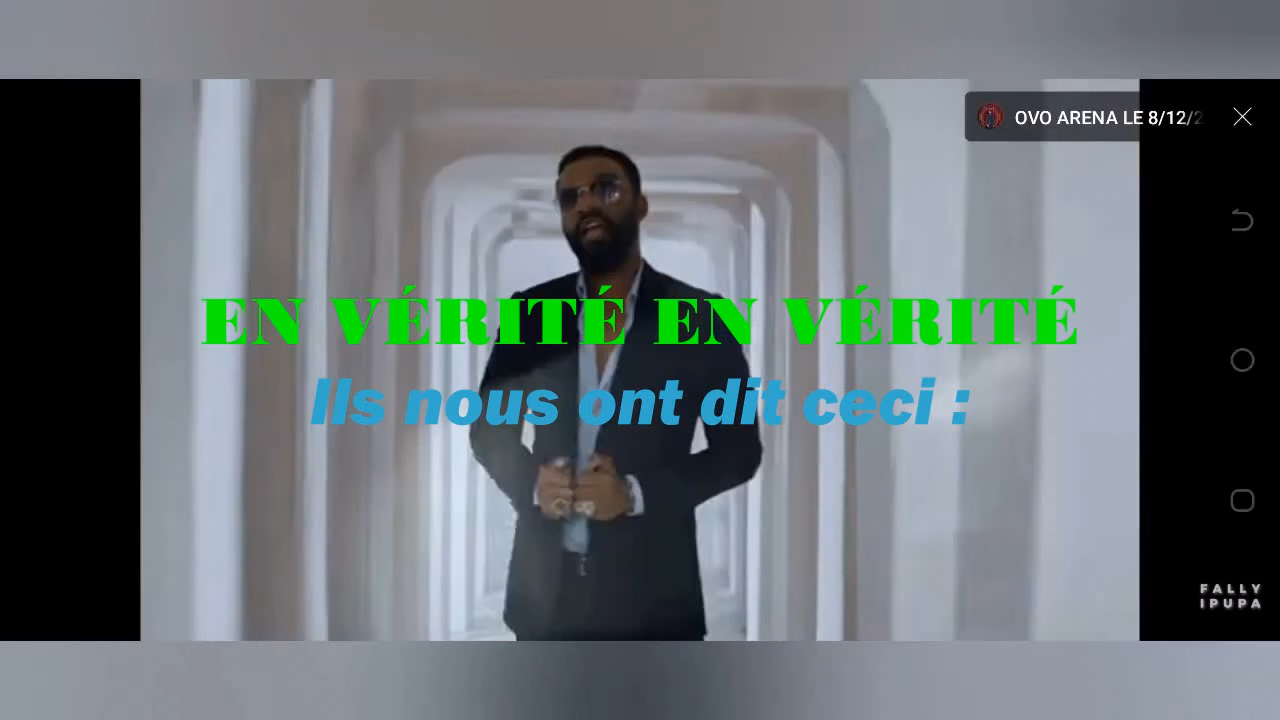 OVO ARENA LE 8/12/2
EN VÉRITÉ EN VÉRITÉ
Ils nous ont dit ceci :
FALLY
IPUPA